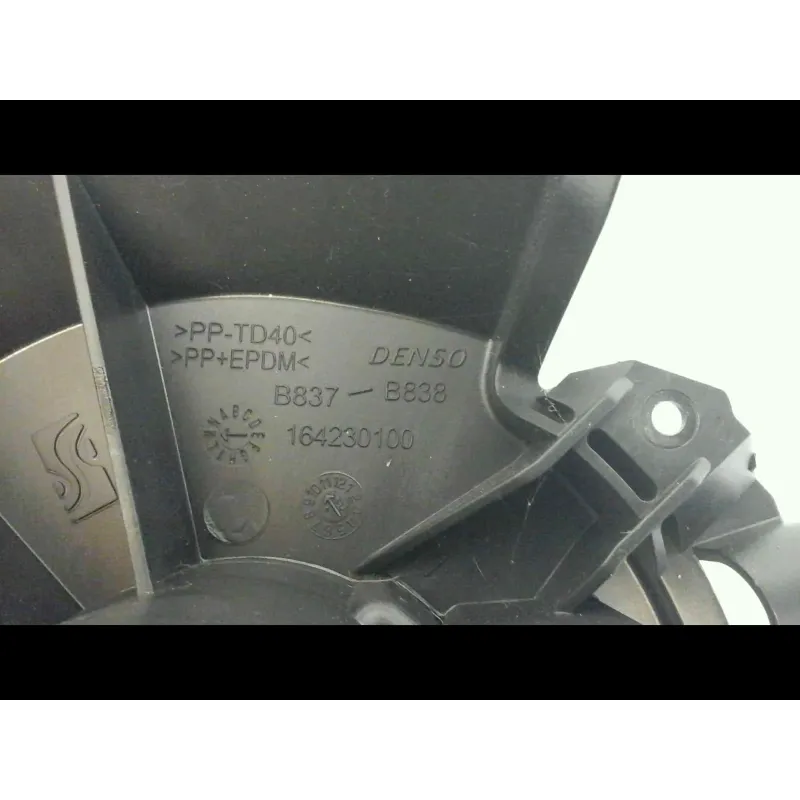 >PP-TD40<
>PP+EPDM<
DENSO
B837 - B838
164230100